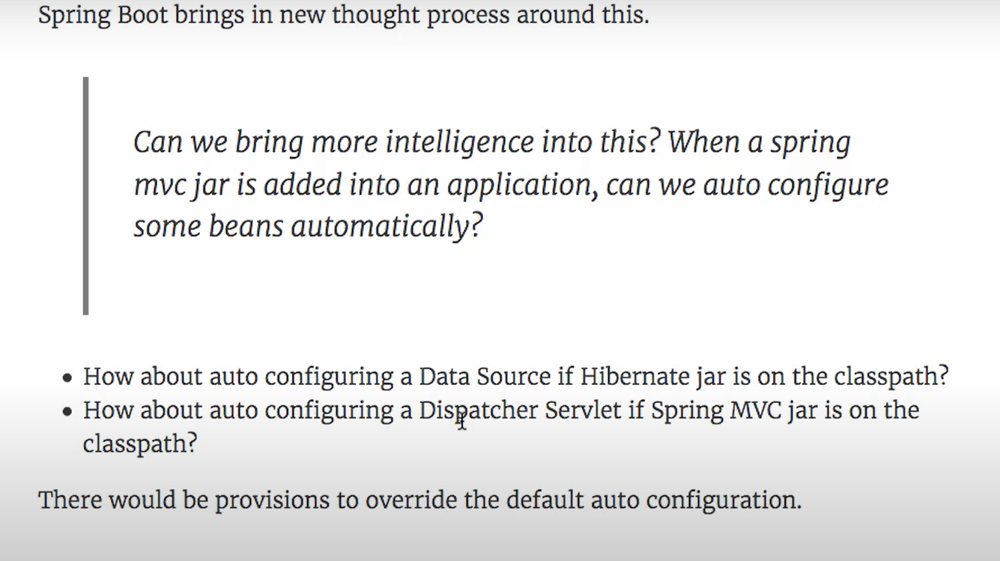 Spring Boot brings in new thought process around this.
Can we bring more intelligence into this? When a spring
mvc jar is added into an application, can we auto configure
some beans automatically?
• How about auto configuring a Data Source if Hibernate jar is on the classpath?
• How about auto configuring a Dispatcher Servlet if Spring MVC jar is on the
classpath?
There would be provisions to override the default auto configuration.